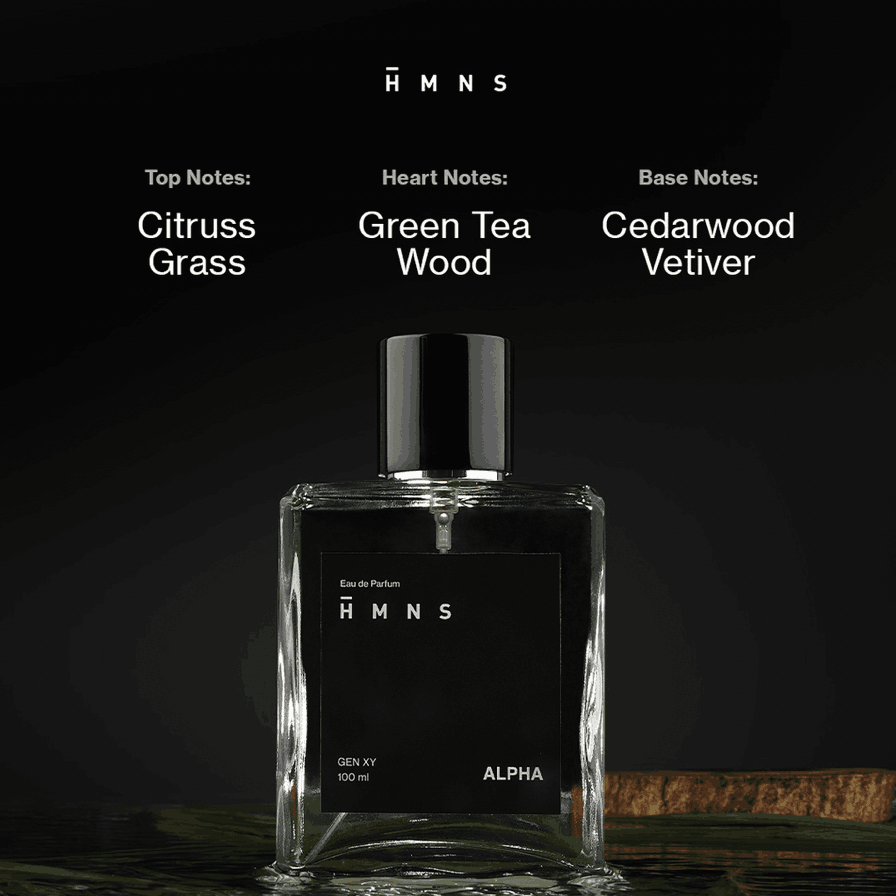 H̄ M N S
Top Notes:
Citruss
Grass
Heart Notes:
Green Tea
Wood
Base Notes:
Cedarwood
Vetiver
Eau de Parfum
H̄ M N S
GEN XY
100 ml
ALPHA